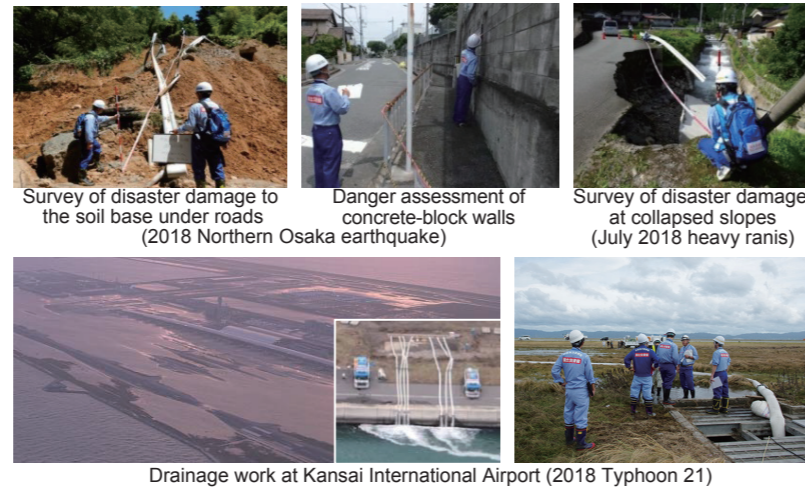 Survey of disaster damage to
the soil base under roads
Danger assessment of
concrete-block walls
(2018 Northern Osaka earthquake)
Survey of disaster damage
at collapsed slopes
(July 2018 heavy ranis)
Drainage work at Kansai International Airport (2018 Typhoon 21)